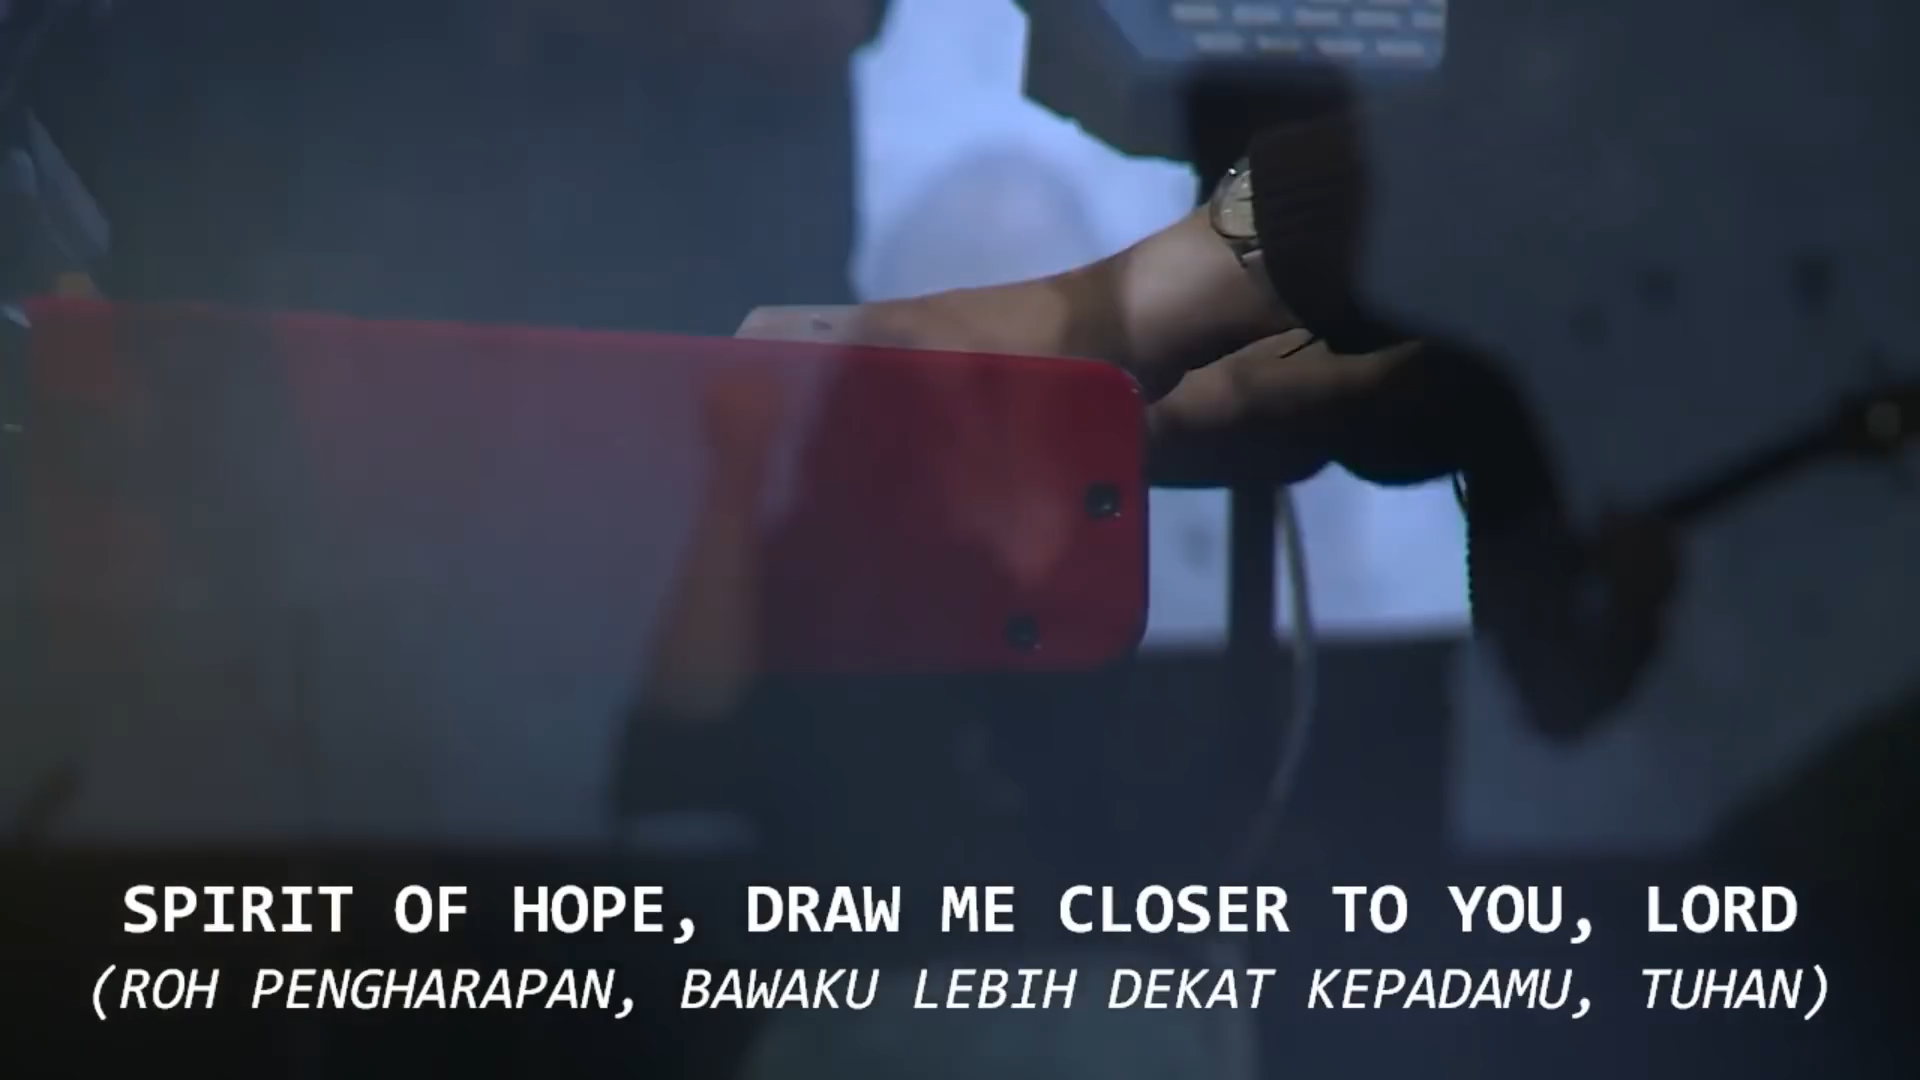 SPIRIT OF HOPE, DRAW ME CLOSER TO YOU, LORD
(ROH PENGHARAPAN, BAWAKU LEBIH DEKAT KEPADAMU, TUHAN)